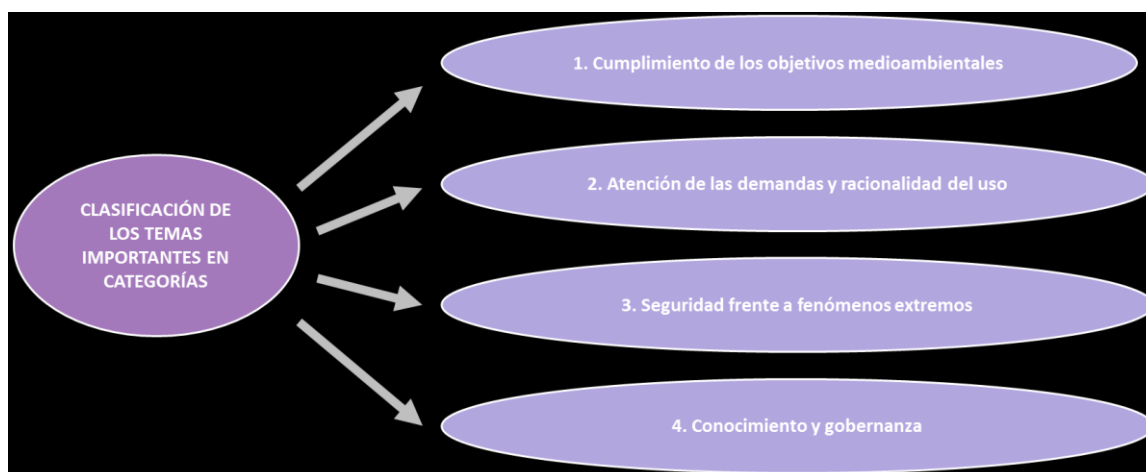 CLASIFICACIÓN DE
LOS TEMAS
IMPORTANTES EN
CATEGORÍAS
1. Cumplimiento de los objetivos medioambientales
2. Atención de las demandas y racionalidad del uso
3. Seguridad frente a fenómenos extremos
4. Conocimiento y gobernanza